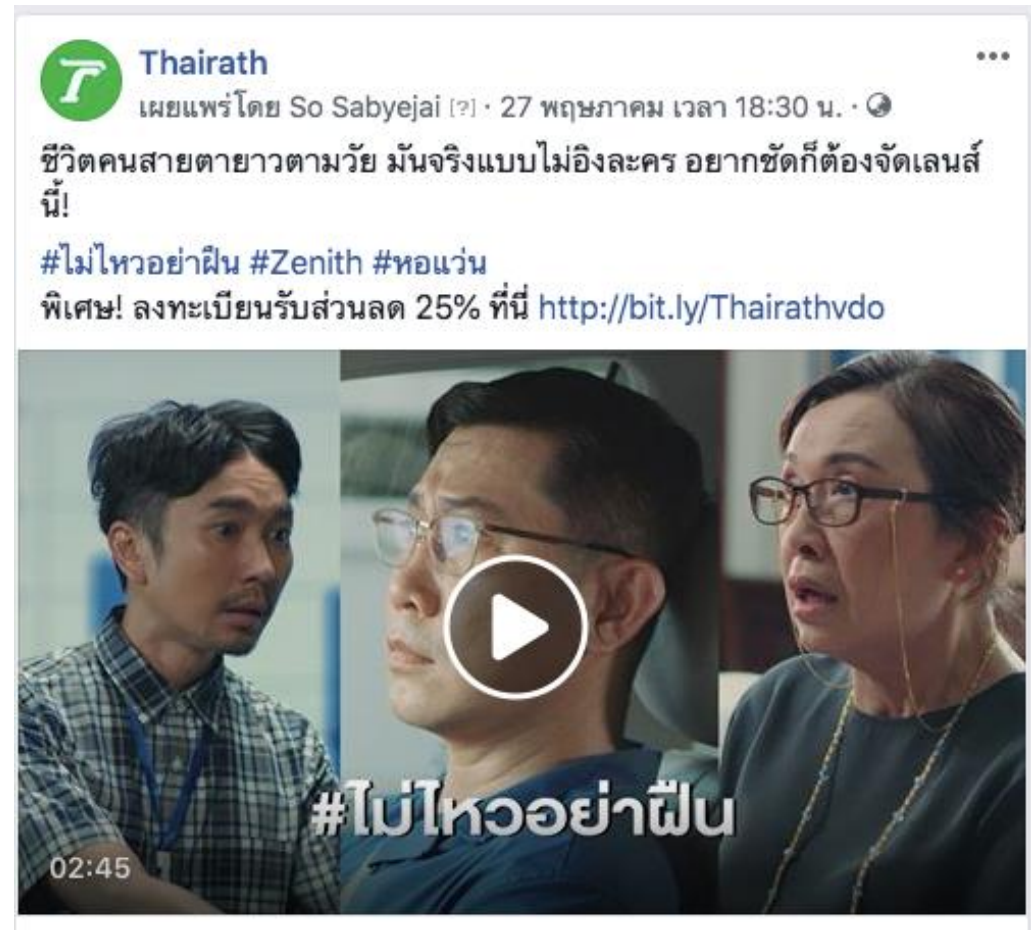 Thairath
เผยแพร่โดย So Sabyejai [?] · 27 พฤษภาคม เวลา 18:30 น. ·
ชีวิตคนสายตายาวตามวัย มันจริงแบบไม่อิงละคร อยากชัดก็ต้องจัดเลนส์
นี้!
#ไม่ไหวอย่าฝืน #Zenith #หอแว่น
พิเศษ! ลงทะเบียนรับส่วนลด 25% ที่นี่ http://bit.ly/Thairathvdo
#ไม่ไหวอย่าฝืน
02:45